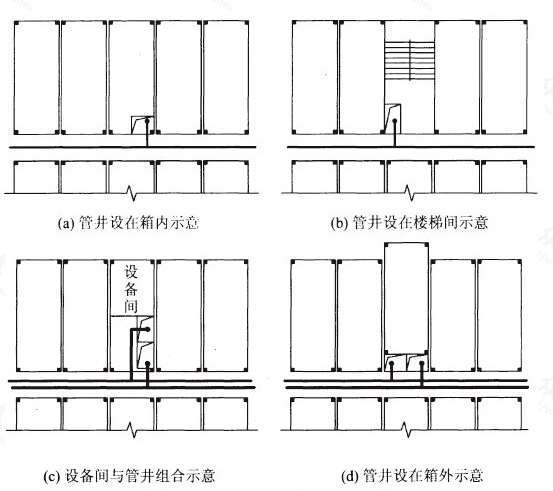 (a) 管井设在箱内示意
(b) 管井设在楼梯间示意
设备间
(c) 设备间与管井组合示意
(d) 管井设在箱外示意